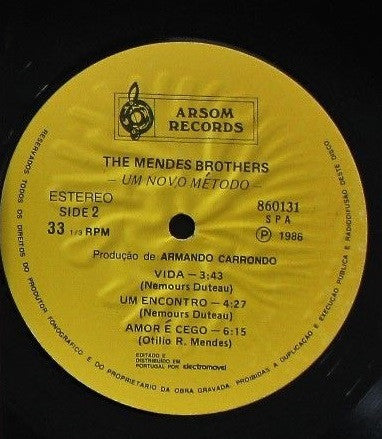 ARSOM
RECORDS
THE MENDES BROTHERS
— UM NOVO MÉTODO —
ESTEREO
SIDE 2
33 1/3 RPM
860131
SPA
Ⓟ 1986
Produção de ARMANDO CARRONDO
VIDA — 3:43
(Nemours Duteau)
UM ENCONTRO — 4:27
(Nemours Duteau)
AMOR É CEGO — 6:15
(Otilio R. Mendes)
EDITADO E
DISTRIBUIDO EM
PORTUGAL POR electromovel
RESERVADOS TODOS OS DIREITOS DO PRODUTOR FONOGRÁFICO E DO PROPRIETÁRIO DA OBRA GRAVADA. PROIBIDAS A DUPLICAÇÃO E EXECUÇÃO PÚBLICA E RADIODIFUSÃO DESTE DISCO